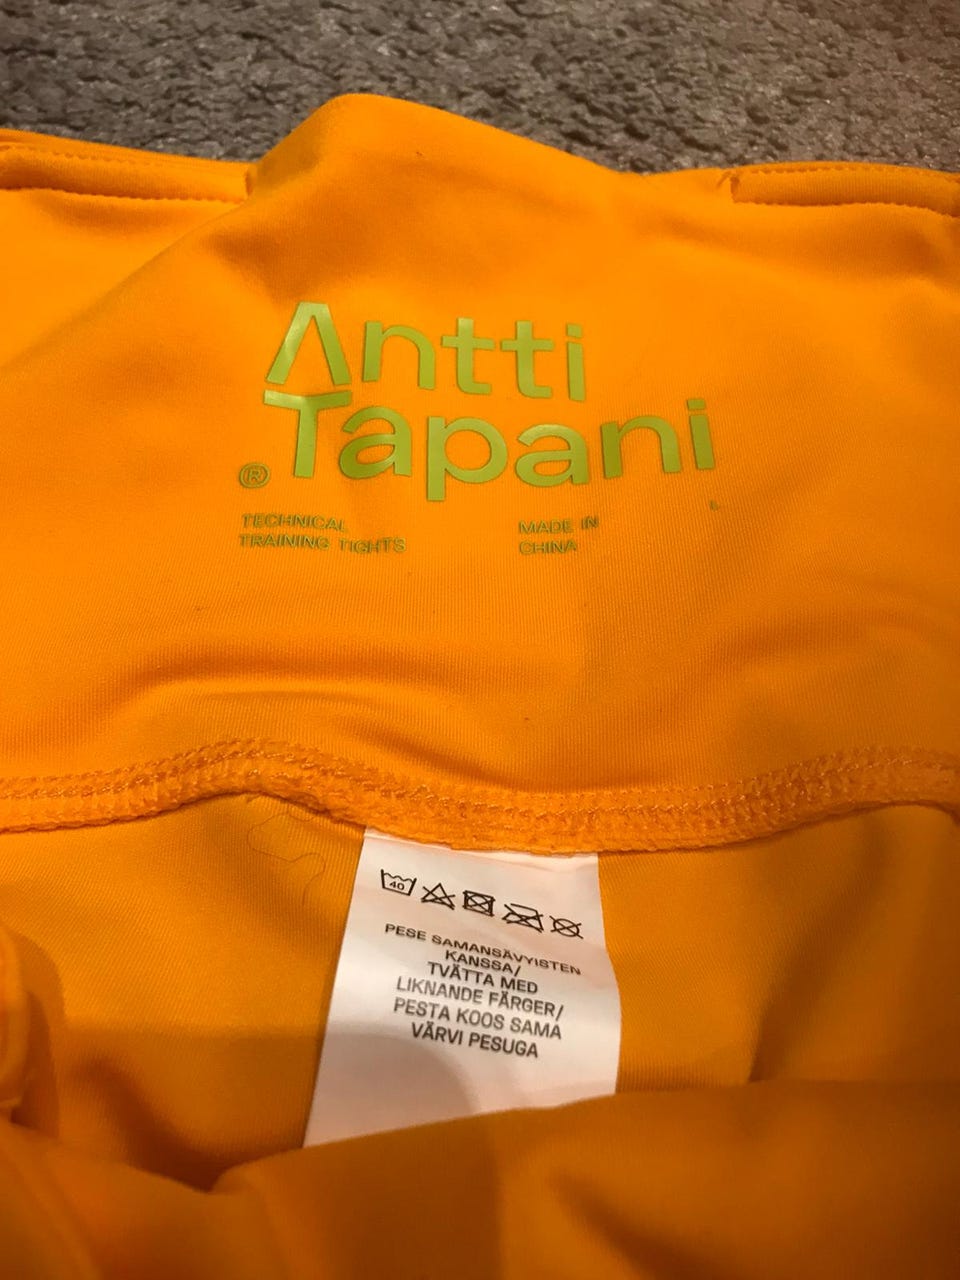 Antti
Tapani
®
TECHNICAL
TRAINING TIGHTS
MADE IN
CHINA
L
40
PESE SAMANSÄVYISTEN
KANSSA/
TVÄTTA MED
LIKNANDE FÄRGER/
PESTA KOOS SAMA
VÄRVI PESUGA